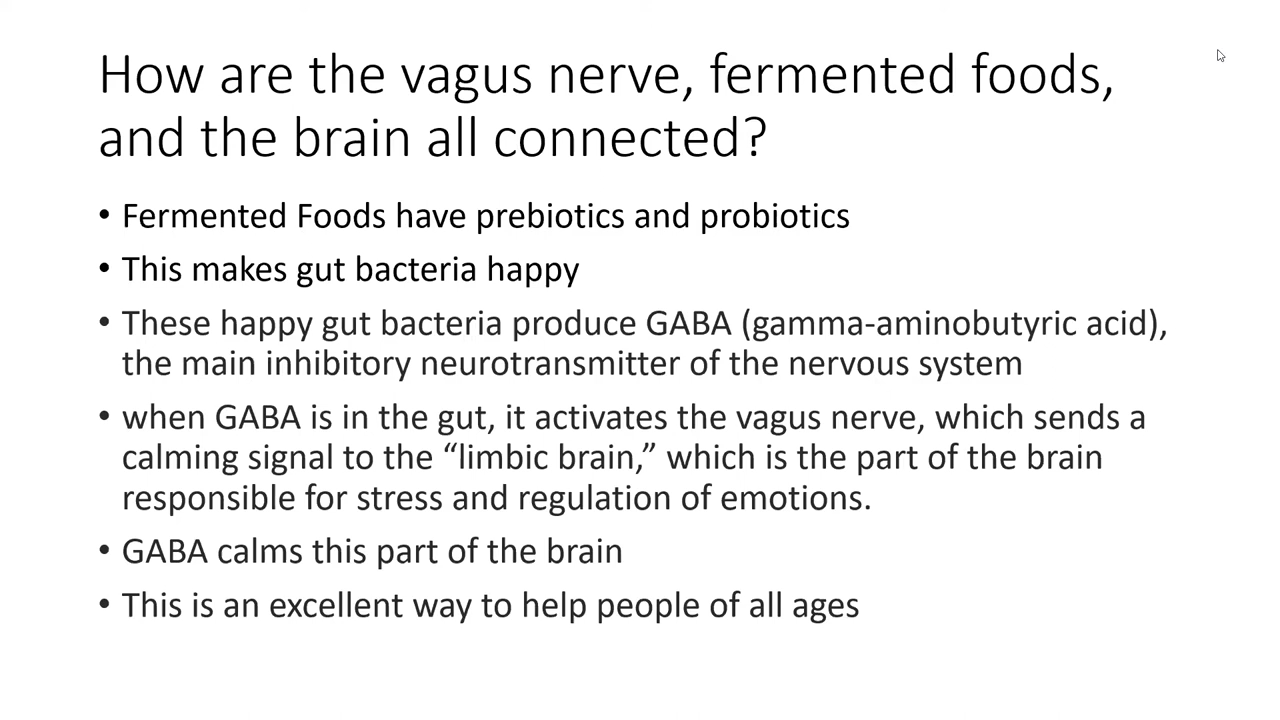 How are the vagus nerve, fermented foods,
and the brain all connected?
• Fermented Foods have prebiotics and probiotics
• This makes gut bacteria happy
• These happy gut bacteria produce GABA (gamma-aminobutyric acid),
the main inhibitory neurotransmitter of the nervous system
• when GABA is in the gut, it activates the vagus nerve, which sends a
calming signal to the “limbic brain,” which is the part of the brain
responsible for stress and regulation of emotions.
• GABA calms this part of the brain
• This is an excellent way to help people of all ages